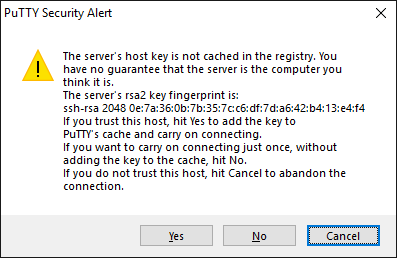 PuTTY Security Alert
The server's host key is not cached in the registry. You
have no guarantee that the server is the computer you
think it is.
The server's rsa2 key fingerprint is:
ssh-rsa 2048 0e:7a:36:0b:7b:35:7c:c6:df:7d:a6:42:b4:13:e4:f4
If you trust this host, hit Yes to add the key to
PuTTY's cache and carry on connecting.
If you want to carry on connecting just once, without
adding the key to the cache, hit No.
If you do not trust this host, hit Cancel to abandon the
connection.
Yes No Cancel